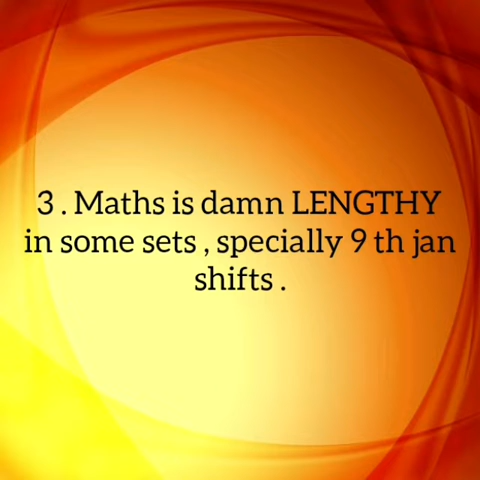 3 . Maths is damn LENGTHY
in some sets , specially 9 th jan
shifts .